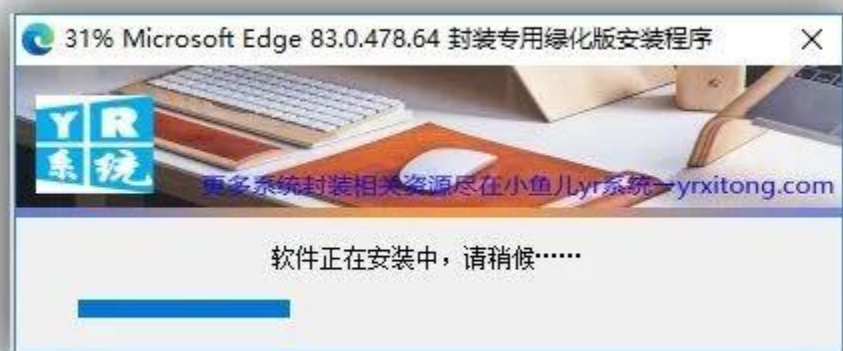 31% Microsoft Edge 83.0.478.64 封装专用绿化版安装程序
YR
系统
更多系统封装相关资源尽在小鱼儿yr系统—yrxitong.com
软件正在安装中，请稍候……